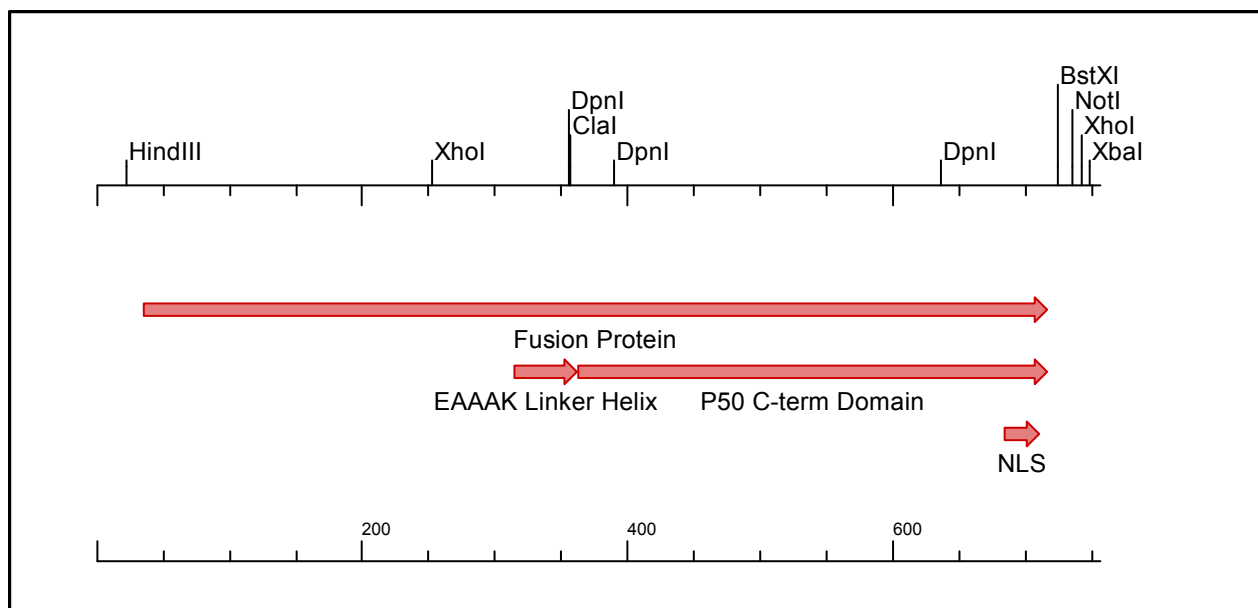 BstXI
DpnI NotI
ClaI XhoI
HindIII XhoI DpnI DpnI XbaI
Fusion Protein
EAAAK Linker Helix P50 C-term Domain
NLS
200 400 600